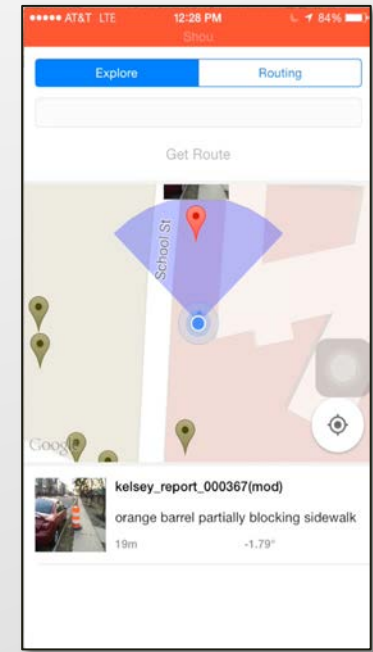 AT&T LTE 12:28 PM 84%
Shou
Explore Routing
Get Route
School St
Google
kelsey_report_000367(mod)
orange barrel partially blocking sidewalk
19m -1.79°